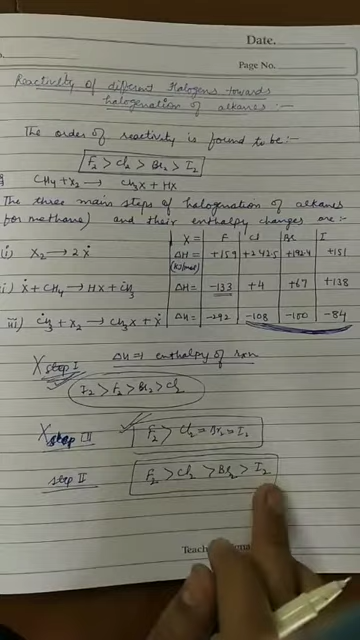 Date.
Page No.
Reactivity of different Halogens towards
halogenation of alkanes :-
The order of reactivity is found to be:-
F₂ > Cl₂ > Br₂ > I₂
CH₄ + X₂ → CH₃X + HX
The three main steps of halogenation of alkanes
(for methane) and their enthalpy changes are:-
X = F Cl Br I
(i) X₂ → 2Ẋ ΔH = (kJ/mol) +159 +242.5 +192.4 +151
ii) Ẋ + CH₄ → HX + ĊH₃ ΔH = -133 +4 +67 +138
iii) ĊH₃ + X₂ → CH₃X + Ẋ ΔH = -292 -108 -100 -84
X Step I ΔH ⇒ enthalpy of rxn
I₂ > F₂ > Br₂ > Cl₂
X Step III F₂ > Cl₂ = Br₂ = I₂
Step II F₂ > Cl₂ > Br₂ > I₂